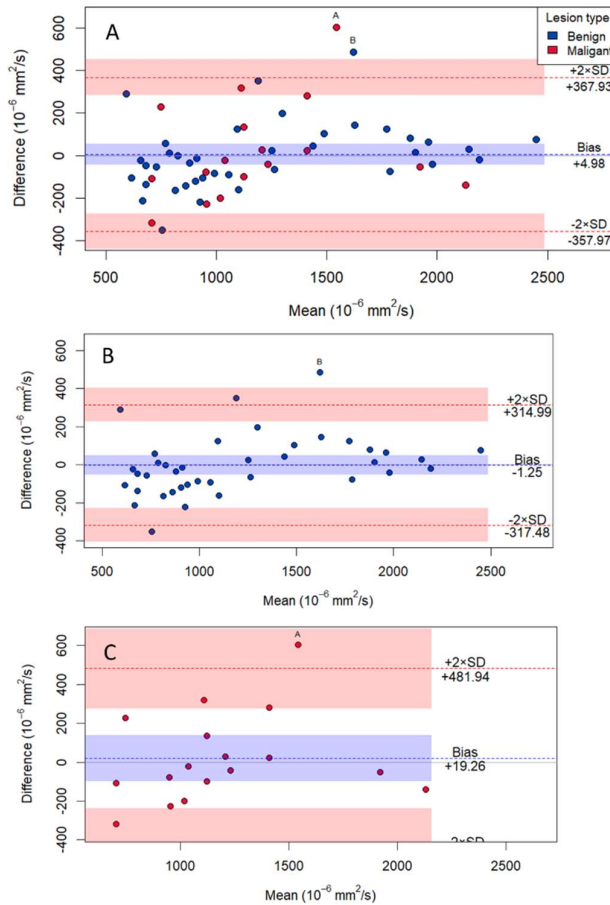 A
A
B
Lesion type
Benign
Maligant
600
400
200
0
-200
-400
+2×SD
+367.93
Bias
+4.98
-2×SD
-357.97
Difference (10⁻⁶ mm²/s)
500 1000 1500 2000 2500
Mean (10⁻⁶ mm²/s)
B
B
600
400
200
0
-200
-400
+2×SD
+314.99
Bias
-1.25
-2×SD
-317.48
Difference (10⁻⁶ mm²/s)
500 1000 1500 2000 2500
Mean (10⁻⁶ mm²/s)
C
A
600
400
200
0
-200
-400
+2×SD
+481.94
Bias
+19.26
-2×SD
Difference (10⁻⁶ mm²/s)
1000 1500 2000 2500
Mean (10⁻⁶ mm²/s)